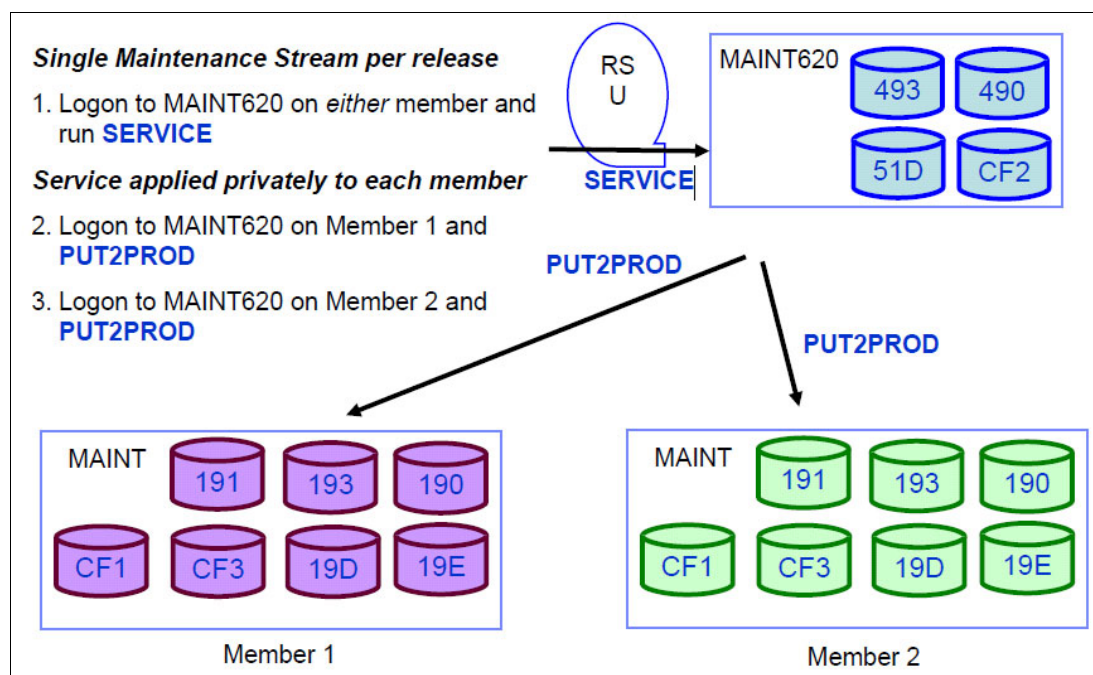 Single Maintenance Stream per release
1. Logon to MAINT620 on either member and
run SERVICE
Service applied privately to each member
2. Logon to MAINT620 on Member 1 and
PUT2PROD
3. Logon to MAINT620 on Member 2 and
PUT2PROD
RS
U
SERVICE
MAINT620
493
490
51D
CF2
PUT2PROD
PUT2PROD
MAINT
191
193
190
CF1
CF3
19D
19E
Member 1
MAINT
191
193
190
CF1
CF3
19D
19E
Member 2